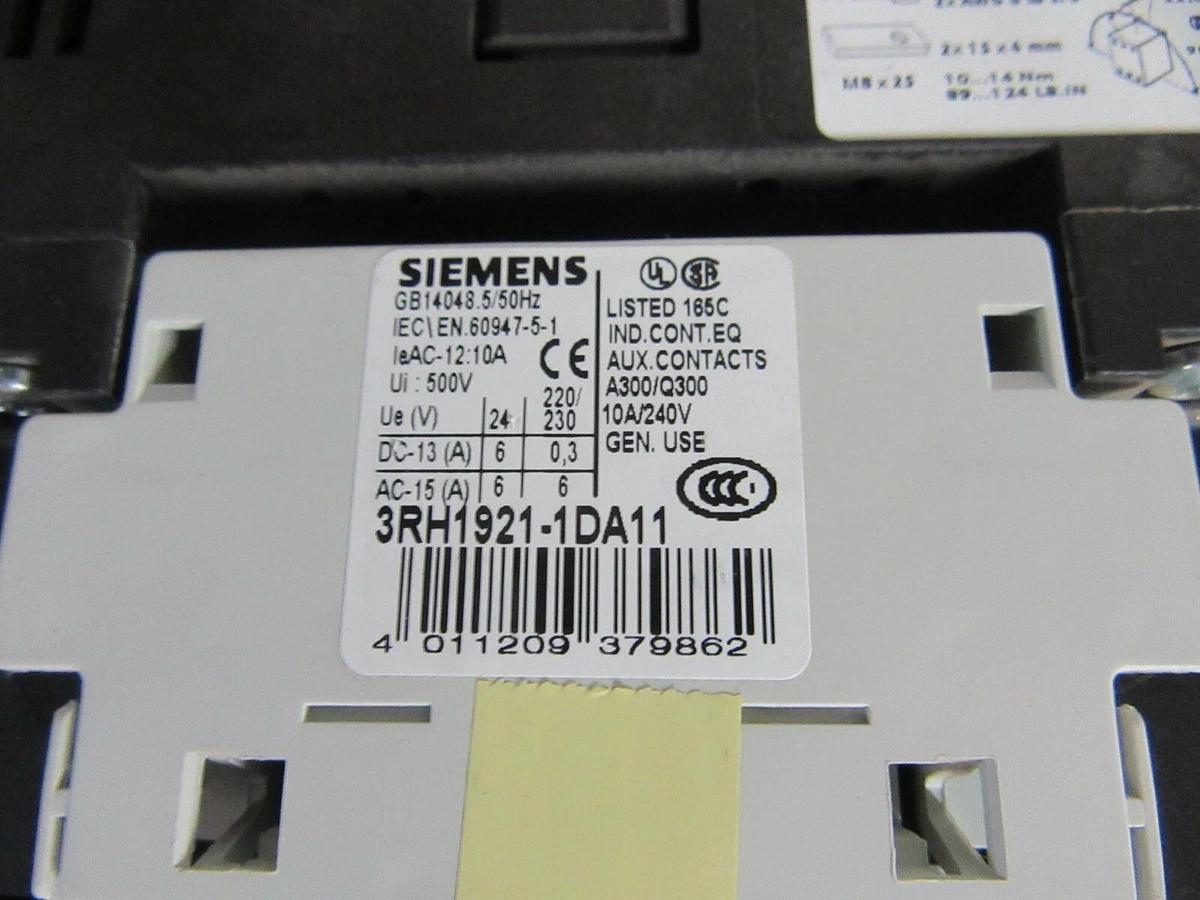 2 x 15 x 4 mm
M8 x 25
10...14 Nm
89...124 LB.IN
SIEMENS
GB14048.5/50Hz
IEC\EN.60947-5-1
IeAC-12:10A
CE
Ui : 500V
Ue (V) 24 220/230
DC-13 (A) 6 0,3
AC-15 (A) 6 6
UL
LISTED 165C
IND.CONT.EQ
AUX.CONTACTS
A300/Q300
10A/240V
GEN. USE
CCC
3RH1921-1DA11
4 011209 379862